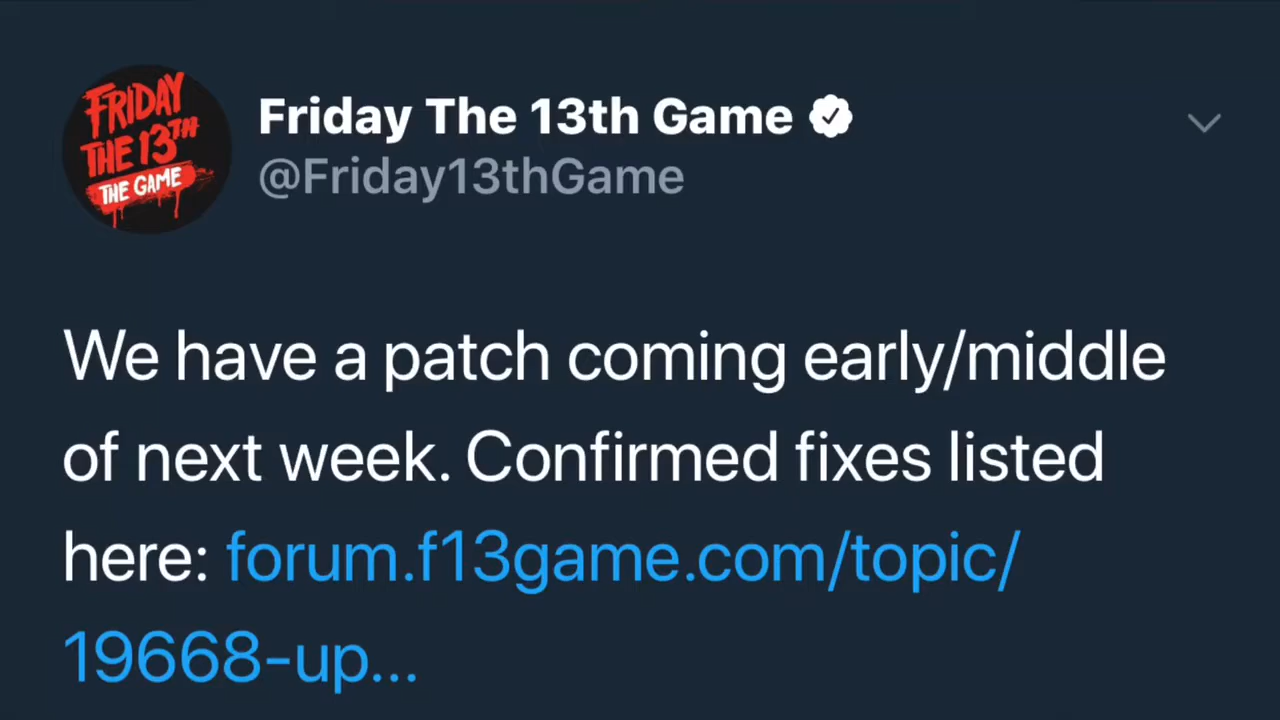 FRIDAY
THE 13TH
THE GAME
Friday The 13th Game
@Friday13thGame
We have a patch coming early/middle
of next week. Confirmed fixes listed
here: forum.f13game.com/topic/
19668-up...